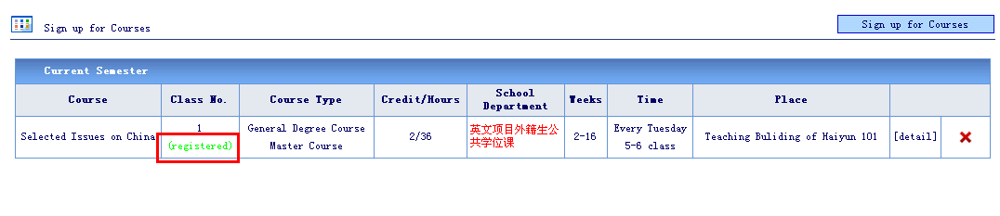 Sign up for Courses
Sign up for Courses
Current Semester
Course Class No. Course Type Credit/Hours School Department Weeks Time Place
Selected Issues on China
1
(registered)
General Degree Course
Master Course
2/36
英文项目外籍生公
共学位课
2-16
Every Tuesday
5-6 class
Teaching Buliding of Haiyun 101
[detail]